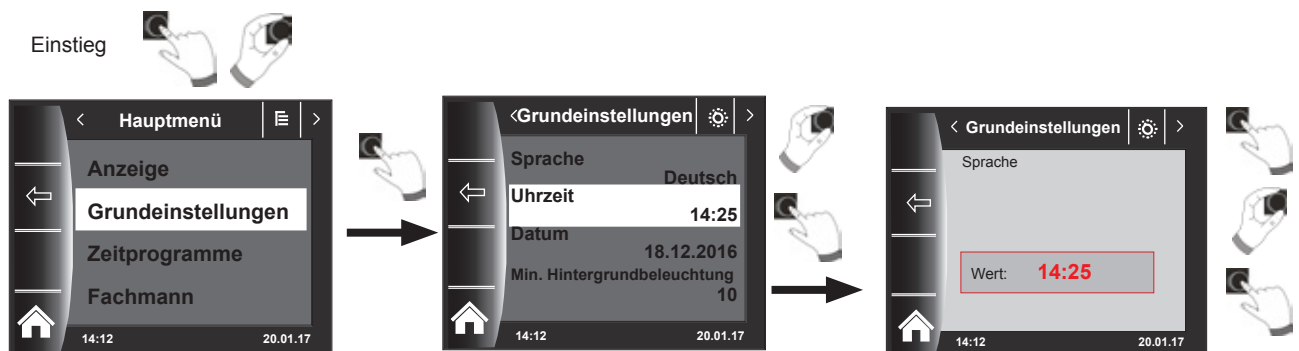 Einstieg
Hauptmenü
Anzeige
Grundeinstellungen
Zeitprogramme
Fachmann
14:12 20.01.17
Grundeinstellungen
Sprache
Deutsch
Uhrzeit
14:25
Datum
18.12.2016
Min. Hintergrundbeleuchtung
10
14:12 20.01.17
Grundeinstellungen
Sprache
Wert: 14:25
14:12 20.01.17